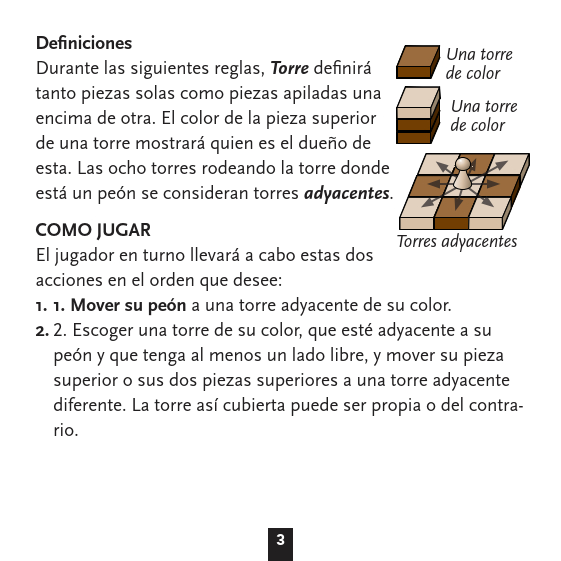 Definiciones
Durante las siguientes reglas, Torre definirá
tanto piezas solas como piezas apiladas una
encima de otra. El color de la pieza superior
de una torre mostrará quien es el dueño de
esta. Las ocho torres rodeando la torre donde
está un peón se consideran torres adyacentes.
Una torre
de color
Una torre
de color
Torres adyacentes
COMO JUGAR
El jugador en turno llevará a cabo estas dos
acciones en el orden que desee:
1. 1. Mover su peón a una torre adyacente de su color.
2. 2. Escoger una torre de su color, que esté adyacente a su
peón y que tenga al menos un lado libre, y mover su pieza
superior o sus dos piezas superiores a una torre adyacente
diferente. La torre así cubierta puede ser propia o del contra-
rio.
3